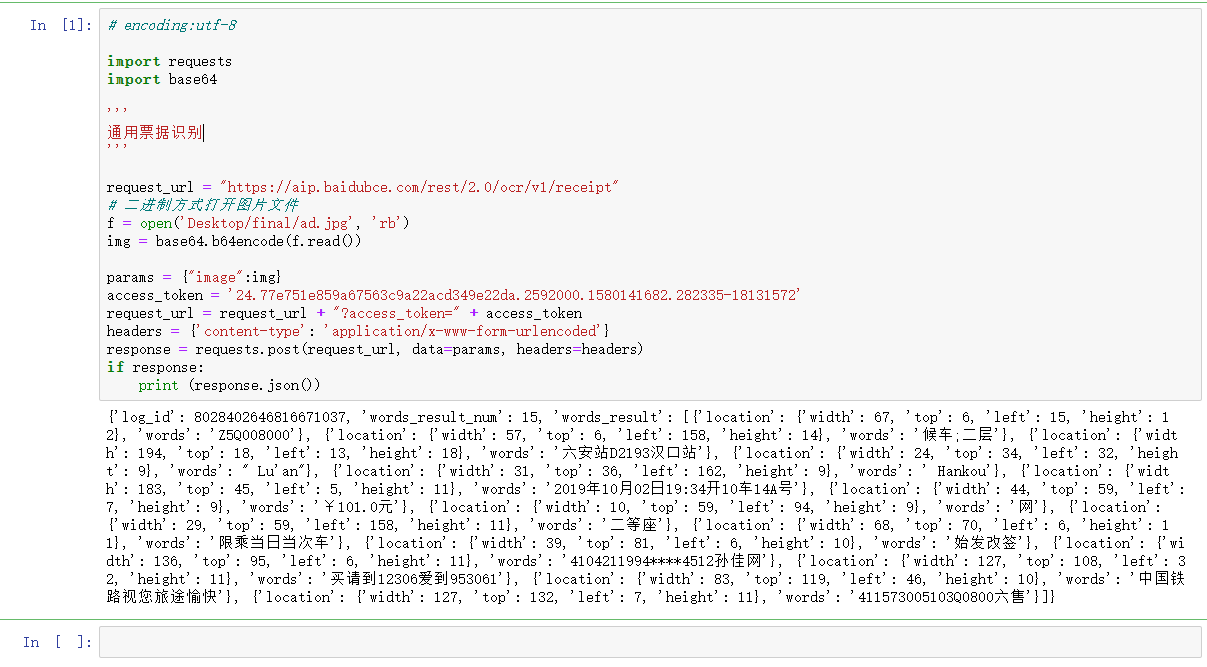 In [1]:
# encoding:utf-8
import requests
import base64
'''
通用票据识别
'''
request_url = "https://aip.baidubce.com/rest/2.0/ocr/v1/receipt"
# 二进制方式打开图片文件
f = open('Desktop/final/ad.jpg', 'rb')
img = base64.b64encode(f.read())
params = {"image":img}
access_token = '24.77e751e859a67563c9a22acd349e22da.2592000.1580141682.282335-18131572'
request_url = request_url + "?access_token=" + access_token
headers = {'content-type': 'application/x-www-form-urlencoded'}
response = requests.post(request_url, data=params, headers=headers)
if response:
    print (response.json())
{'log_id': 8028402646816671037, 'words_result_num': 15, 'words_result': [{'location': {'width': 67, 'top': 6, 'left': 15, 'height': 1
2}, 'words': 'Z5Q008000'}, {'location': {'width': 57, 'top': 6, 'left': 158, 'height': 14}, 'words': '候车;二层'}, {'location': {'widt
h': 194, 'top': 18, 'left': 13, 'height': 18}, 'words': '六安站D2193汉口站'}, {'location': {'width': 24, 'top': 34, 'left': 32, 'heigh
t': 9}, 'words': " Lu'an"}, {'location': {'width': 31, 'top': 36, 'left': 162, 'height': 9}, 'words': ' Hankou'}, {'location': {'widt
h': 183, 'top': 45, 'left': 5, 'height': 11}, 'words': '2019年10月02日19:34开10车14A号'}, {'location': {'width': 44, 'top': 59, 'left':
7, 'height': 9}, 'words': '￥101.0元'}, {'location': {'width': 10, 'top': 59, 'left': 94, 'height': 9}, 'words': '网'}, {'location':
{'width': 29, 'top': 59, 'left': 158, 'height': 11}, 'words': '二等座'}, {'location': {'width': 68, 'top': 70, 'left': 6, 'height': 1
1}, 'words': '限乘当日当次车'}, {'location': {'width': 39, 'top': 81, 'left': 6, 'height': 10}, 'words': '始发改签'}, {'location': {'wi
dth': 136, 'top': 95, 'left': 6, 'height': 11}, 'words': '4104211994****4512孙佳网'}, {'location': {'width': 127, 'top': 108, 'left': 3
2, 'height': 11}, 'words': '买请到12306爱到953061'}, {'location': {'width': 83, 'top': 119, 'left': 46, 'height': 10}, 'words': '中国铁
路视您旅途愉快'}, {'location': {'width': 127, 'top': 132, 'left': 7, 'height': 11}, 'words': '411573005103Q0800六售'}]}
In [ ]: